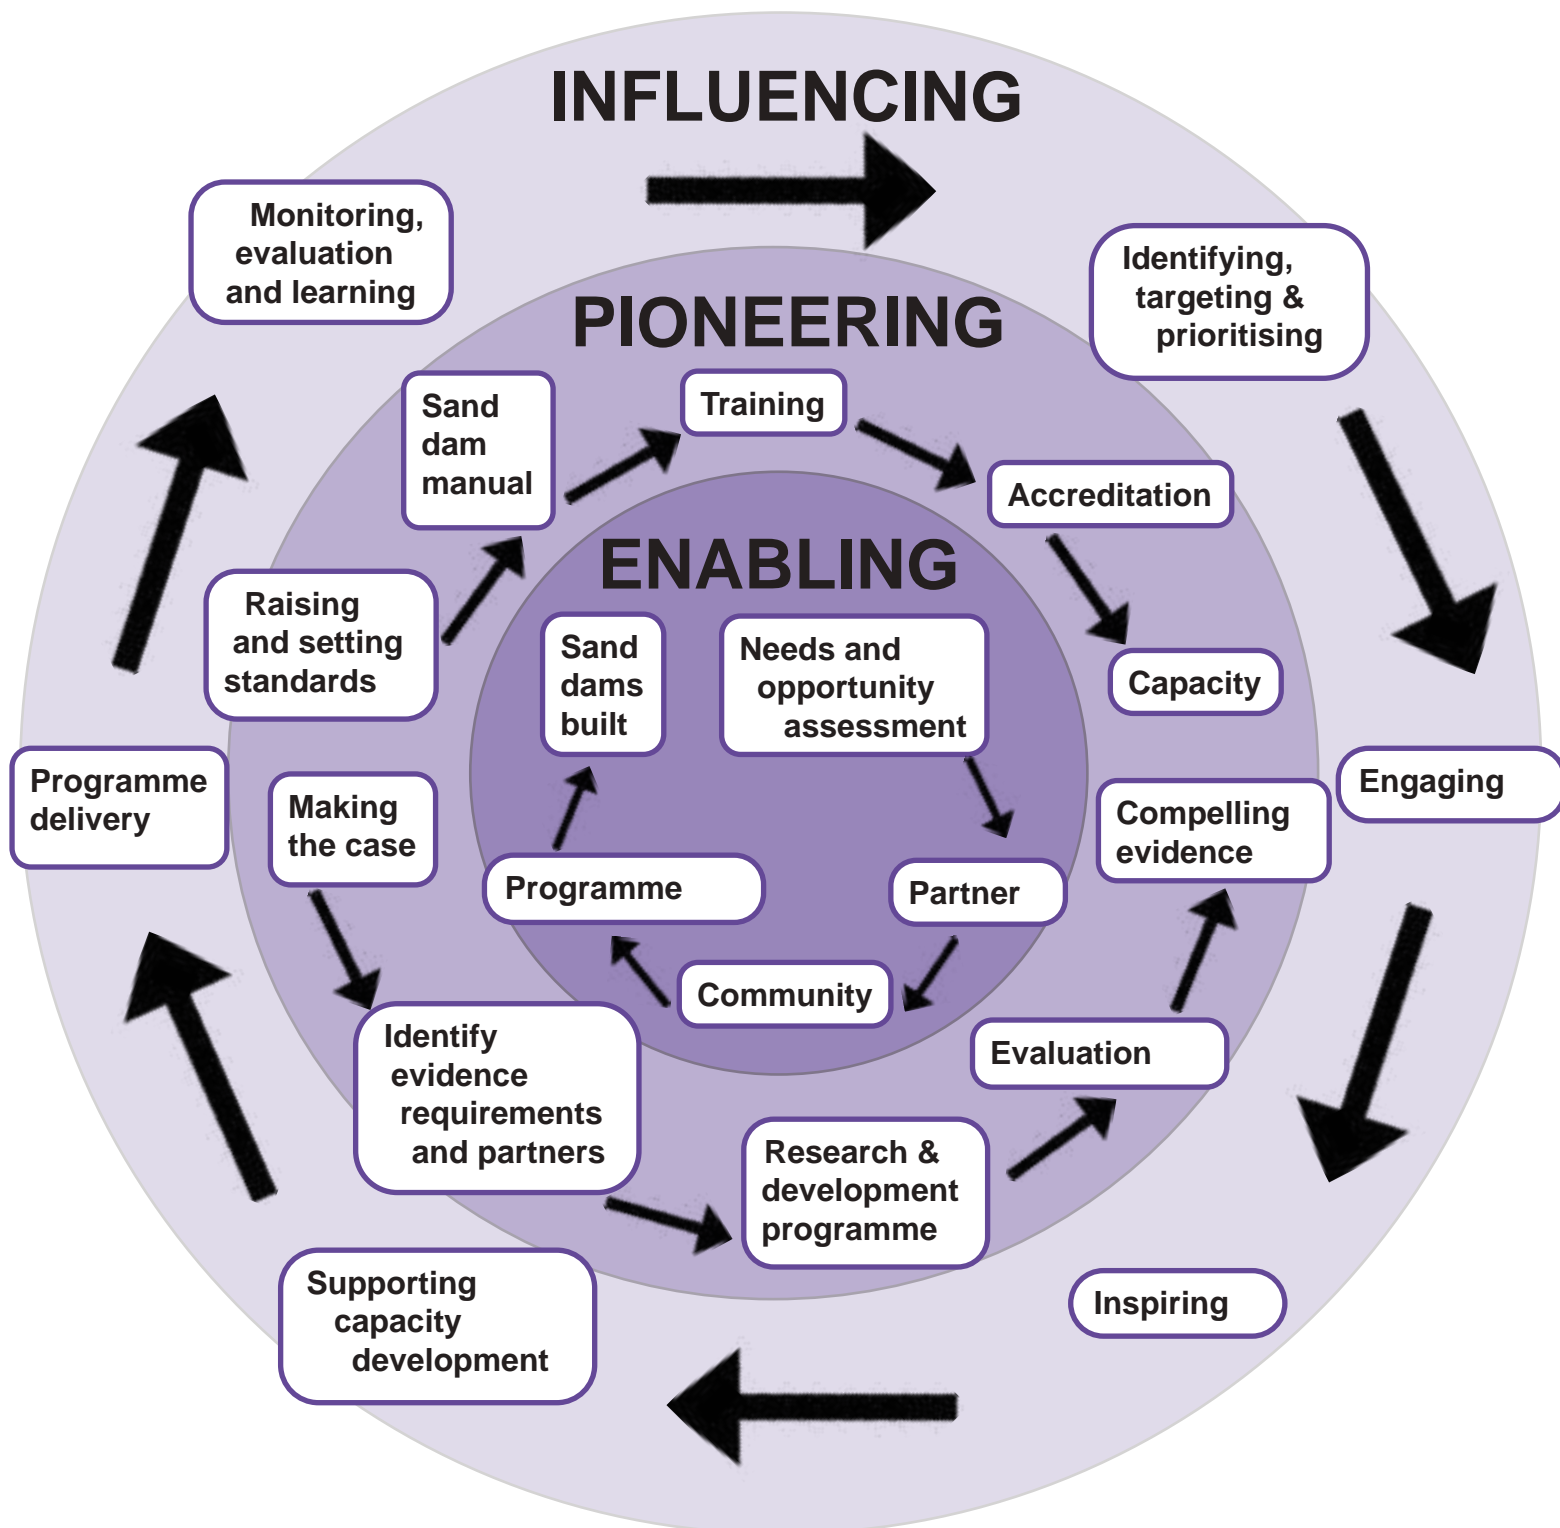 INFLUENCING
Monitoring,
evaluation
and learning
Identifying,
targeting &
prioritising
PIONEERING
Sand
dam
manual
Training
Accreditation
Raising
and setting
standards
Capacity
ENABLING
Sand
dams
built
Needs and
opportunity
assessment
Programme
delivery
Making
the case
Compelling
evidence
Engaging
Programme
Partner
Community
Identify
evidence
requirements
and partners
Evaluation
Research &
development
programme
Supporting
capacity
development
Inspiring